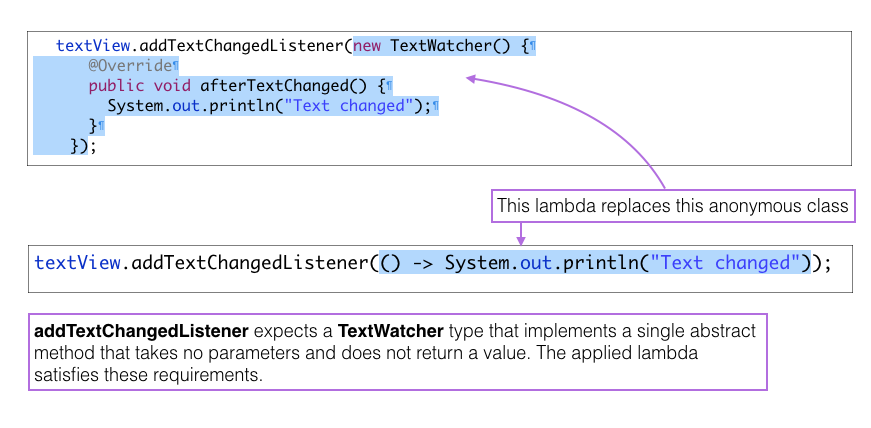 textView.addTextChangedListener(new TextWatcher() {¶
@Override¶
public void afterTextChanged() {¶
System.out.println("Text changed");¶
}¶
});
This lambda replaces this anonymous class
textView.addTextChangedListener(() -> System.out.println("Text changed"));
addTextChangedListener expects a TextWatcher type that implements a single abstract
method that takes no parameters and does not return a value. The applied lambda
satisfies these requirements.